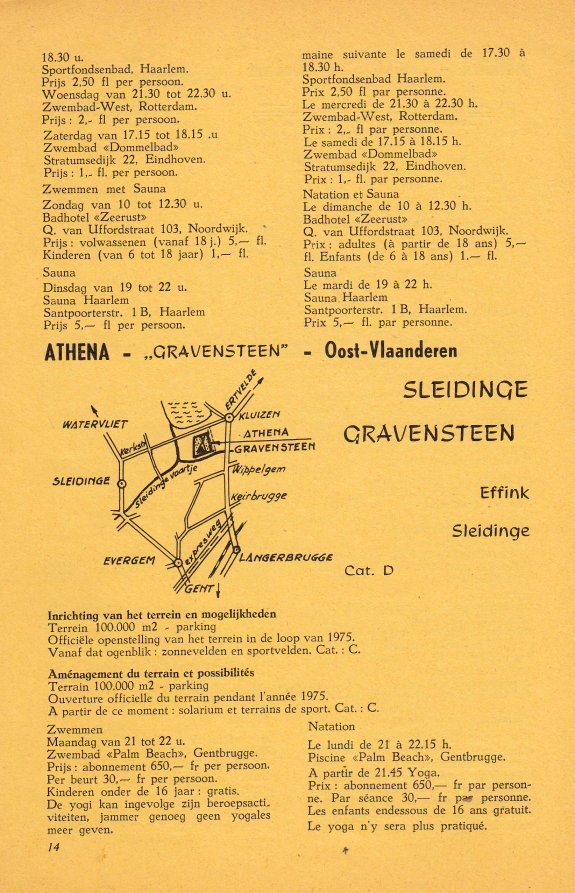 18.30 u.
Sportfondsenbad, Haarlem.
Prijs 2,50 fl per persoon.
Woensdag van 21.30 tot 22.30 u.
Zwembad-West, Rotterdam.
Prijs : 2,- fl per persoon.
Zaterdag van 17.15 tot 18.15 .u
Zwembad «Dommelbad»
Stratumsedijk 22, Eindhoven.
Prijs : 1,- fl. per persoon.
Zwemmen met Sauna
Zondag van 10 tot 12.30 u.
Badhotel «Zeerust»
Q. van Uffordstraat 103, Noordwijk.
Prijs : volwassenen (vanaf 18 j.) 5,— fl.
Kinderen (van 6 tot 18 jaar) 1,— fl.
Sauna
Dinsdag van 19 tot 22 u.
Sauna Haarlem
Santpoorterstr. 1 B, Haarlem
Prijs 5,— fl per persoon.
maine suivante le samedi de 17.30 à
18.30 h.
Sportfondsenbad Haarlem.
Prix 2,50 fl par personne.
Le mercredi de 21.30 à 22.30 h.
Zwembad-West, Rotterdam.
Prix : 2,- fl par personne.
Le samedi de 17.15 à 18.15 h.
Zwembad «Dommelbad»
Stratumsedijk 22, Eindhoven.
Prix : 1,- fl. par personne.
Natation et Sauna
Le dimanche de 10 à 12.30 h.
Badhotel «Zeerust»
Q. van Uffordstraat 103, Noordwijk.
Prix : adultes (à partir de 18 ans) 5,—
fl. Enfants (de 6 à 18 ans) 1.— fl.
Sauna
Le mardi de 19 à 22 h.
Sauna Haarlem
Santpoorterstr. 1 B, Haarlem.
Prix 5,— fl. par personne.
ATHENA - „GRAVENSTEEN” - Oost-Vlaanderen
SLEIDINGE
GRAVENSTEEN
Effink
Sleidinge
Cat. D
ERTVELDE
WATERVLIET
KLUIZEN
Kerkstr
ATHENA
GRAVENSTEEN
SLEIDINGE
Sleidinge vaartje
Wippelgem
Keirbrugge
EVERGEM
expresweg
LANGERBRUGGE
GENT
Inrichting van het terrein en mogelijkheden
Terrein 100.000 m2 - parking
Officiële openstelling van het terrein in de loop van 1975.
Vanaf dat ogenblik : zonnevelden en sportvelden. Cat. : C.
Aménagement du terrain et possibilités
Terrain 100.000 m2 - parking
Ouverture officielle du terrain pendant l'année 1975.
A partir de ce moment : solarium et terrains de sport. Cat. : C.
Zwemmen
Maandag van 21 tot 22 u.
Zwembad «Palm Beach», Gentbrugge.
Prijs : abonnement 650,— fr per persoon.
Per beurt 30,— fr per persoon.
Kinderen onder de 16 jaar : gratis.
De yogi kan ingevolge zijn beroepsacti-
viteiten, jammer genoeg geen yogales
meer geven.
Natation
Le lundi de 21 à 22.15 h.
Piscine «Palm Beach», Gentbrugge.
A partir de 21.45 Yoga.
Prix : abonnement 650,— fr par person-
ne. Par séance 30,— fr par personne.
Les enfants endessous de 16 ans gratuit.
Le yoga n'y sera plus pratiqué.
14